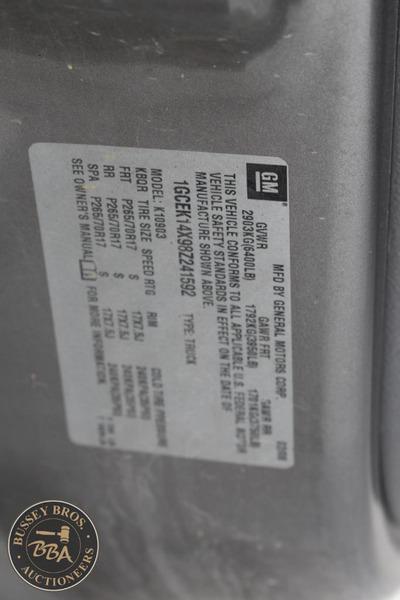 GM
MFD BY GENERAL MOTORS CORP.
GVWR GAWR FRT GAWR RR
2903KG(6400LB) 1792KG(3950LB)
THIS VEHICLE CONFORMS TO ALL APPLICABLE U.S. FEDERAL MOTOR
VEHICLE SAFETY STANDARDS IN EFFECT ON THE DATE OF
MANUFACTURE SHOWN ABOVE.
1GCEK14X98Z241592 TYPE: TRUCK
MODEL: K10903
KBQR TIRE SIZE SPEED RTG RIM COLD TIRE PRESSURE
FRT P265/70R17 S 17X7.5J
RR P265/70R17 S 17X7.5J
SPA P265/70R17 S 17X7.5J
SEE OWNER'S MANUAL FOR MORE INFORMATION.
BUSSEY BROS.
BBA
AUCTIONEERS